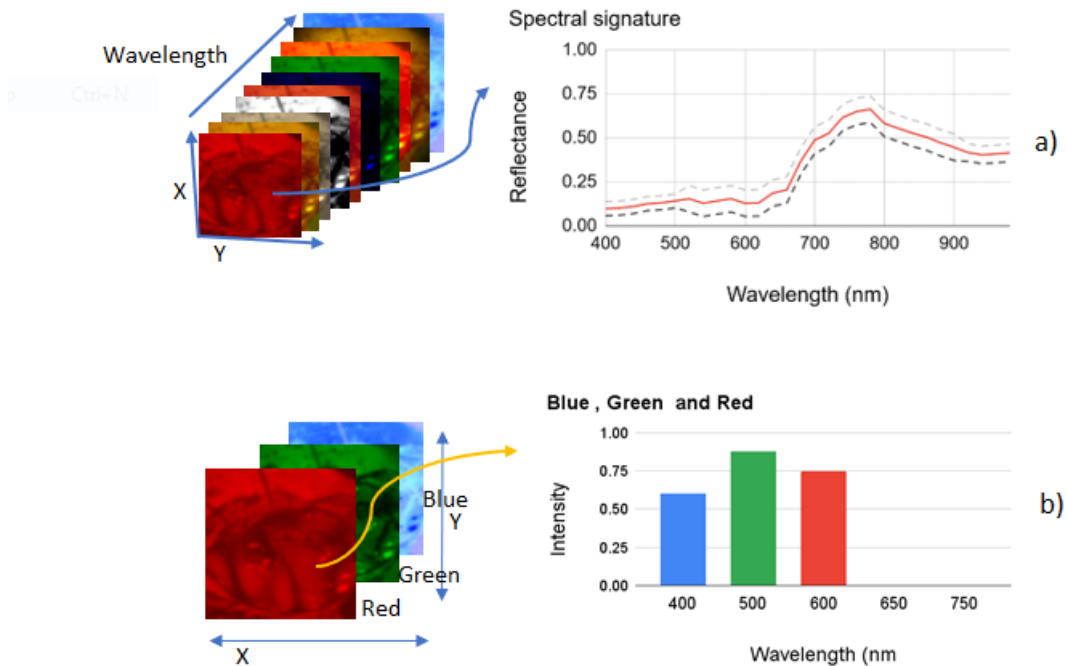 Wavelength
Ctrl+N
X
Y
Spectral signature
1.00
0.75
0.50
0.25
0.00
Reflectance
400 500 600 700 800 900
Wavelength (nm)
a)
Blue
Y
Green
Red
X
Blue , Green and Red
1.00
0.75
0.50
0.25
0.00
Intensity
400 500 600 650 750
Wavelength (nm
b)